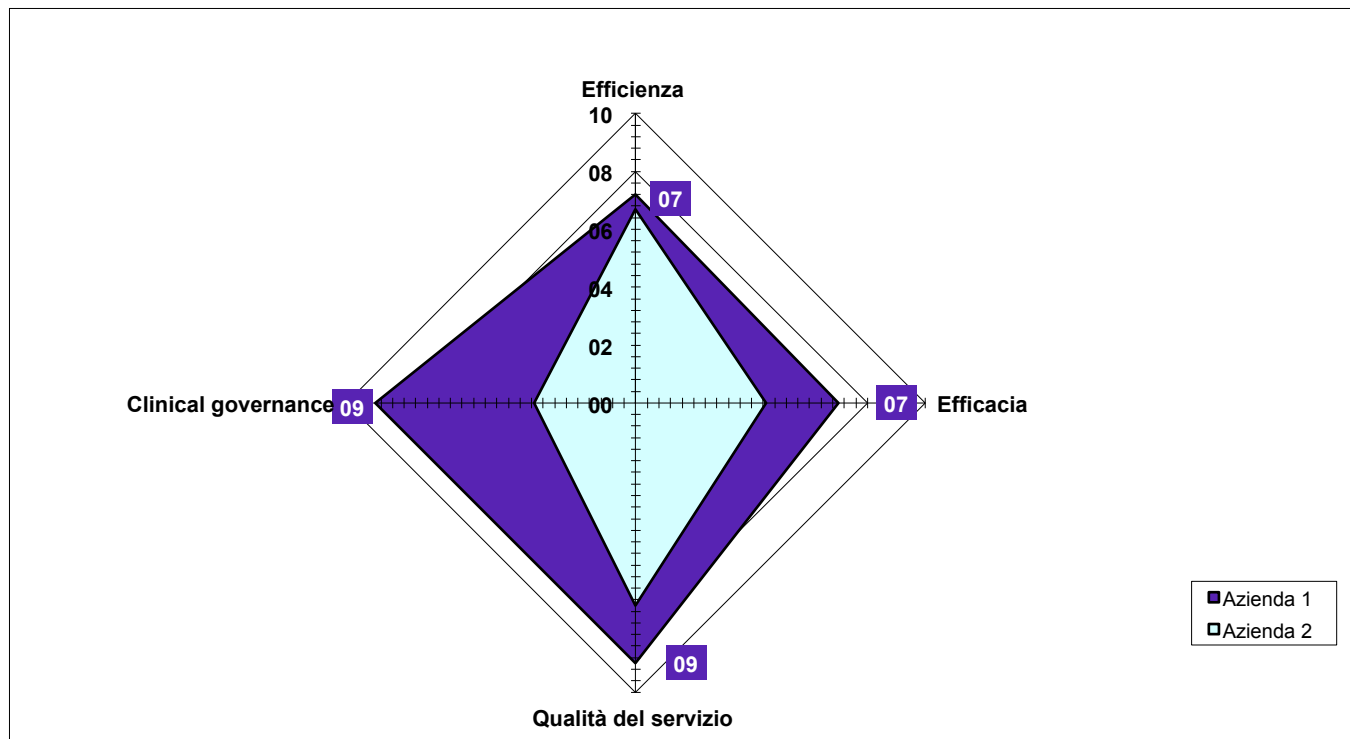 Efficienza
10
08
07
06
04
02
Clinical governance
09
00
07
Efficacia
Azienda 1
Azienda 2
09
Qualità del servizio